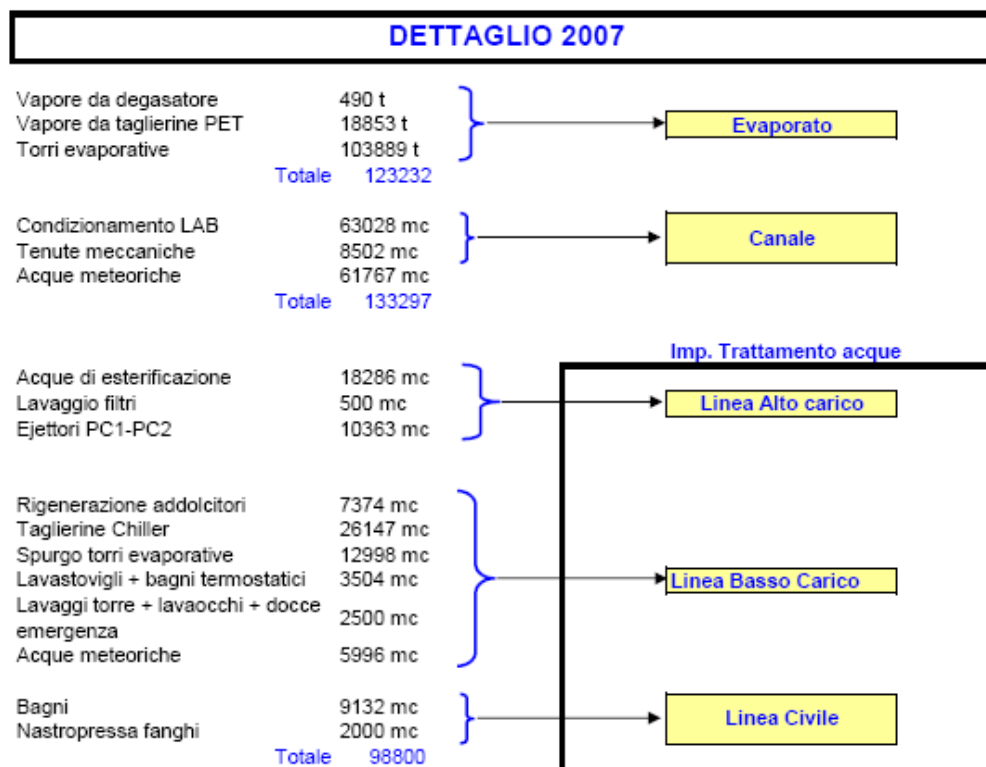 DETTAGLIO 2007
Vapore da degasatore 490 t
Vapore da taglierine PET 18853 t
Evaporato
Torri evaporative 103889 t
Totale 123232
Condizionamento LAB 63028 mc
Canale
Tenute meccaniche 8502 mc
Acque meteoriche 61767 mc
Totale 133297
Imp. Trattamento acque
Acque di esterificazione 18286 mc
Lavaggio filtri 500 mc
Linea Alto carico
Ejettori PC1-PC2 10363 mc
Rigenerazione addolcitori 7374 mc
Taglierine Chiller 26147 mc
Spurgo torri evaporative 12998 mc
Lavastovigli + bagni termostatici 3504 mc
Linea Basso Carico
Lavaggi torre + lavaocchi + docce
emergenza 2500 mc
Acque meteoriche 5996 mc
Bagni 9132 mc
Linea Civile
Nastropressa fanghi 2000 mc
Totale 98800